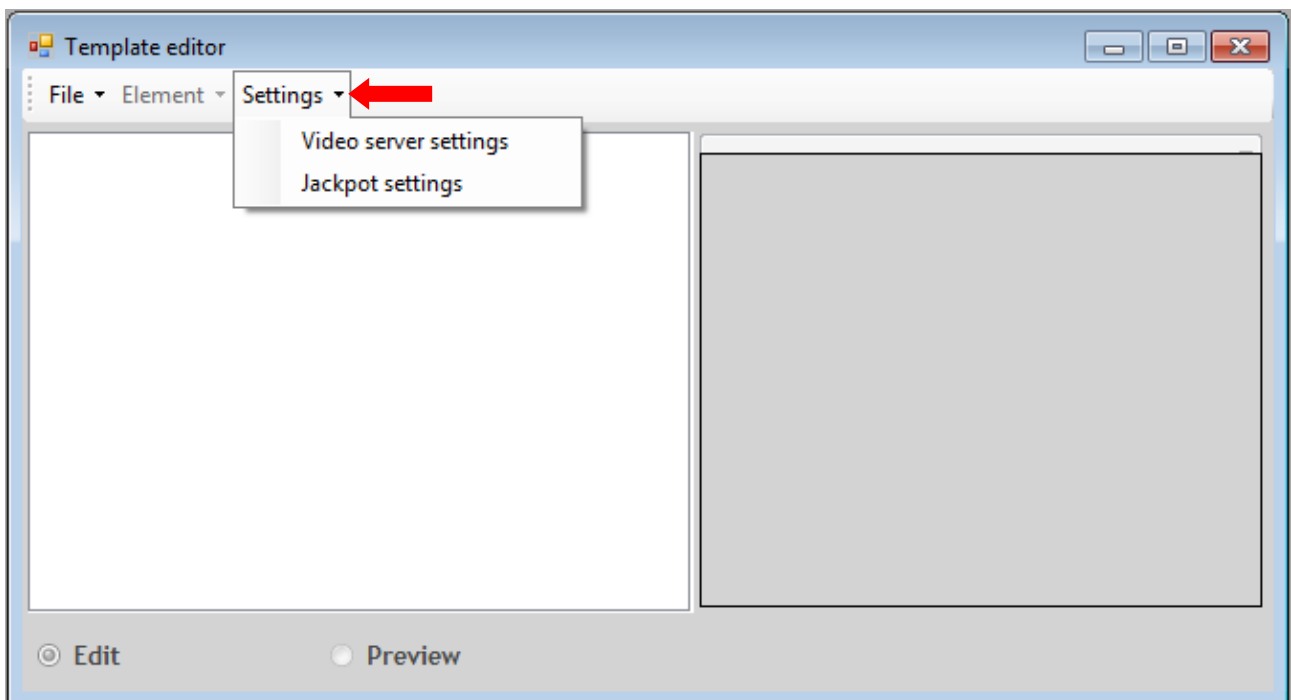 Template editor
File Element Settings
Video server settings
Jackpot settings
Edit Preview